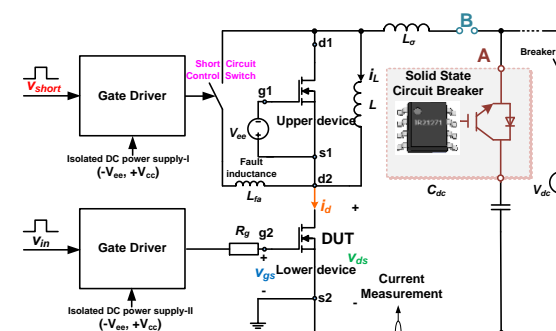 B
d1
Lσ
A
Breaker
Short Circuit
Control
Switch
iL
Solid State
Circuit Breaker
vshort
Gate Driver
g1
L
IR21271
Vee
Upper device
Isolated DC power supply-I
(-Vee, +Vcc)
Fault
inductance
s1
d2
Cdc
Vdc
Lfa
id
+
vin
Gate Driver
Rg
g2
DUT
+
vds
vgs
Lower device
Current
Measurement
-
s2
-
Isolated DC power supply-II
(-Vee, +Vcc)